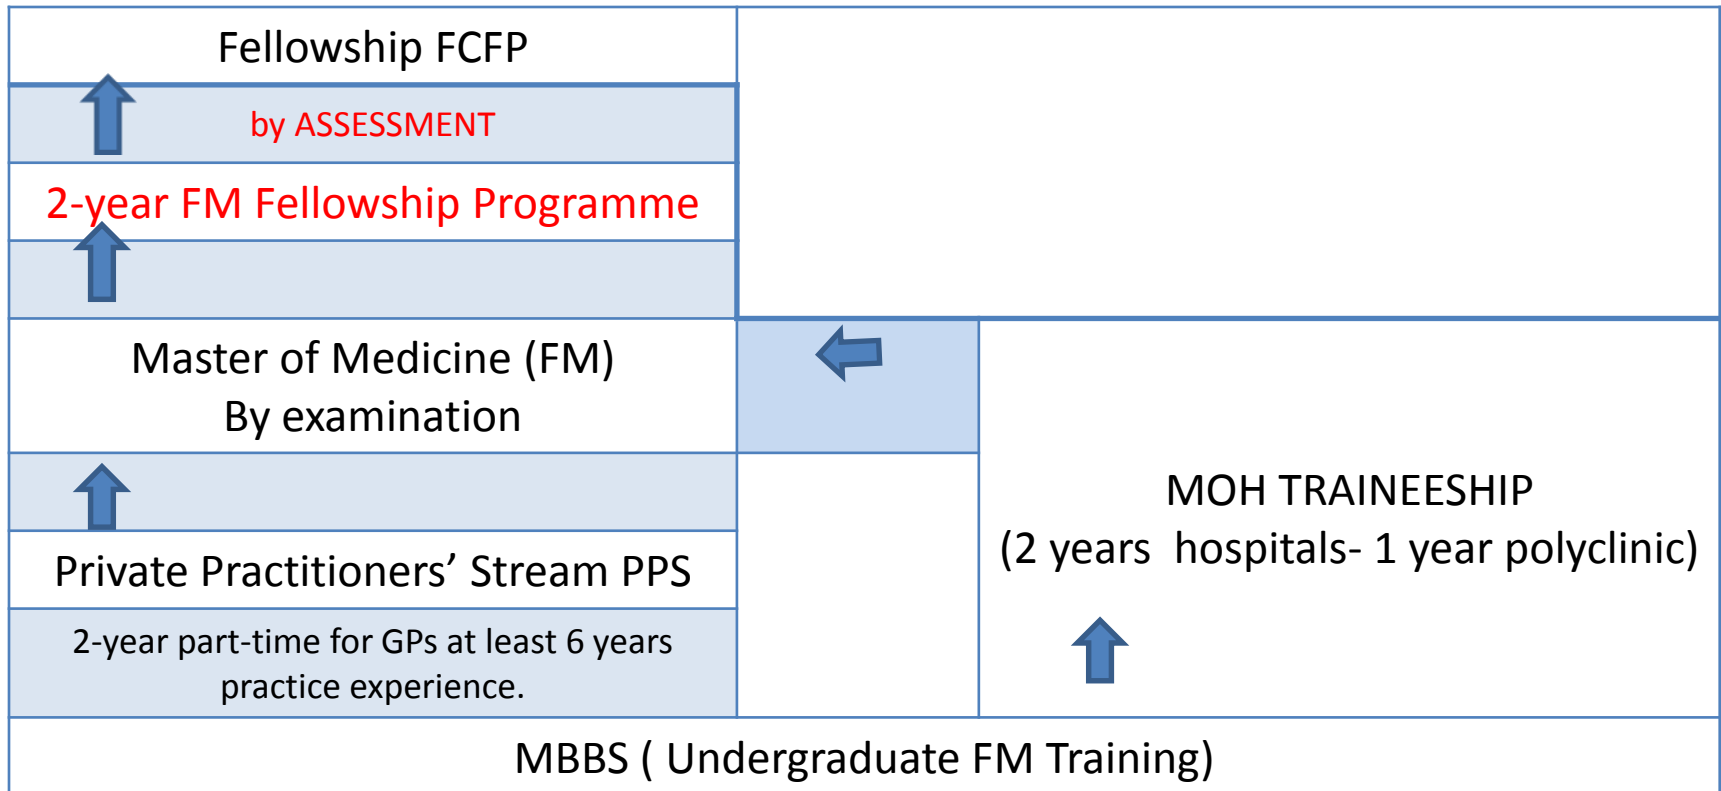 Fellowship FCFP
by ASSESSMENT
2-year FM Fellowship Programme
Master of Medicine (FM)
By examination
Private Practitioners’ Stream PPS
2-year part-time for GPs at least 6 years
practice experience.
MOH TRAINEESHIP
(2 years  hospitals- 1 year polyclinic)
MBBS ( Undergraduate FM Training)